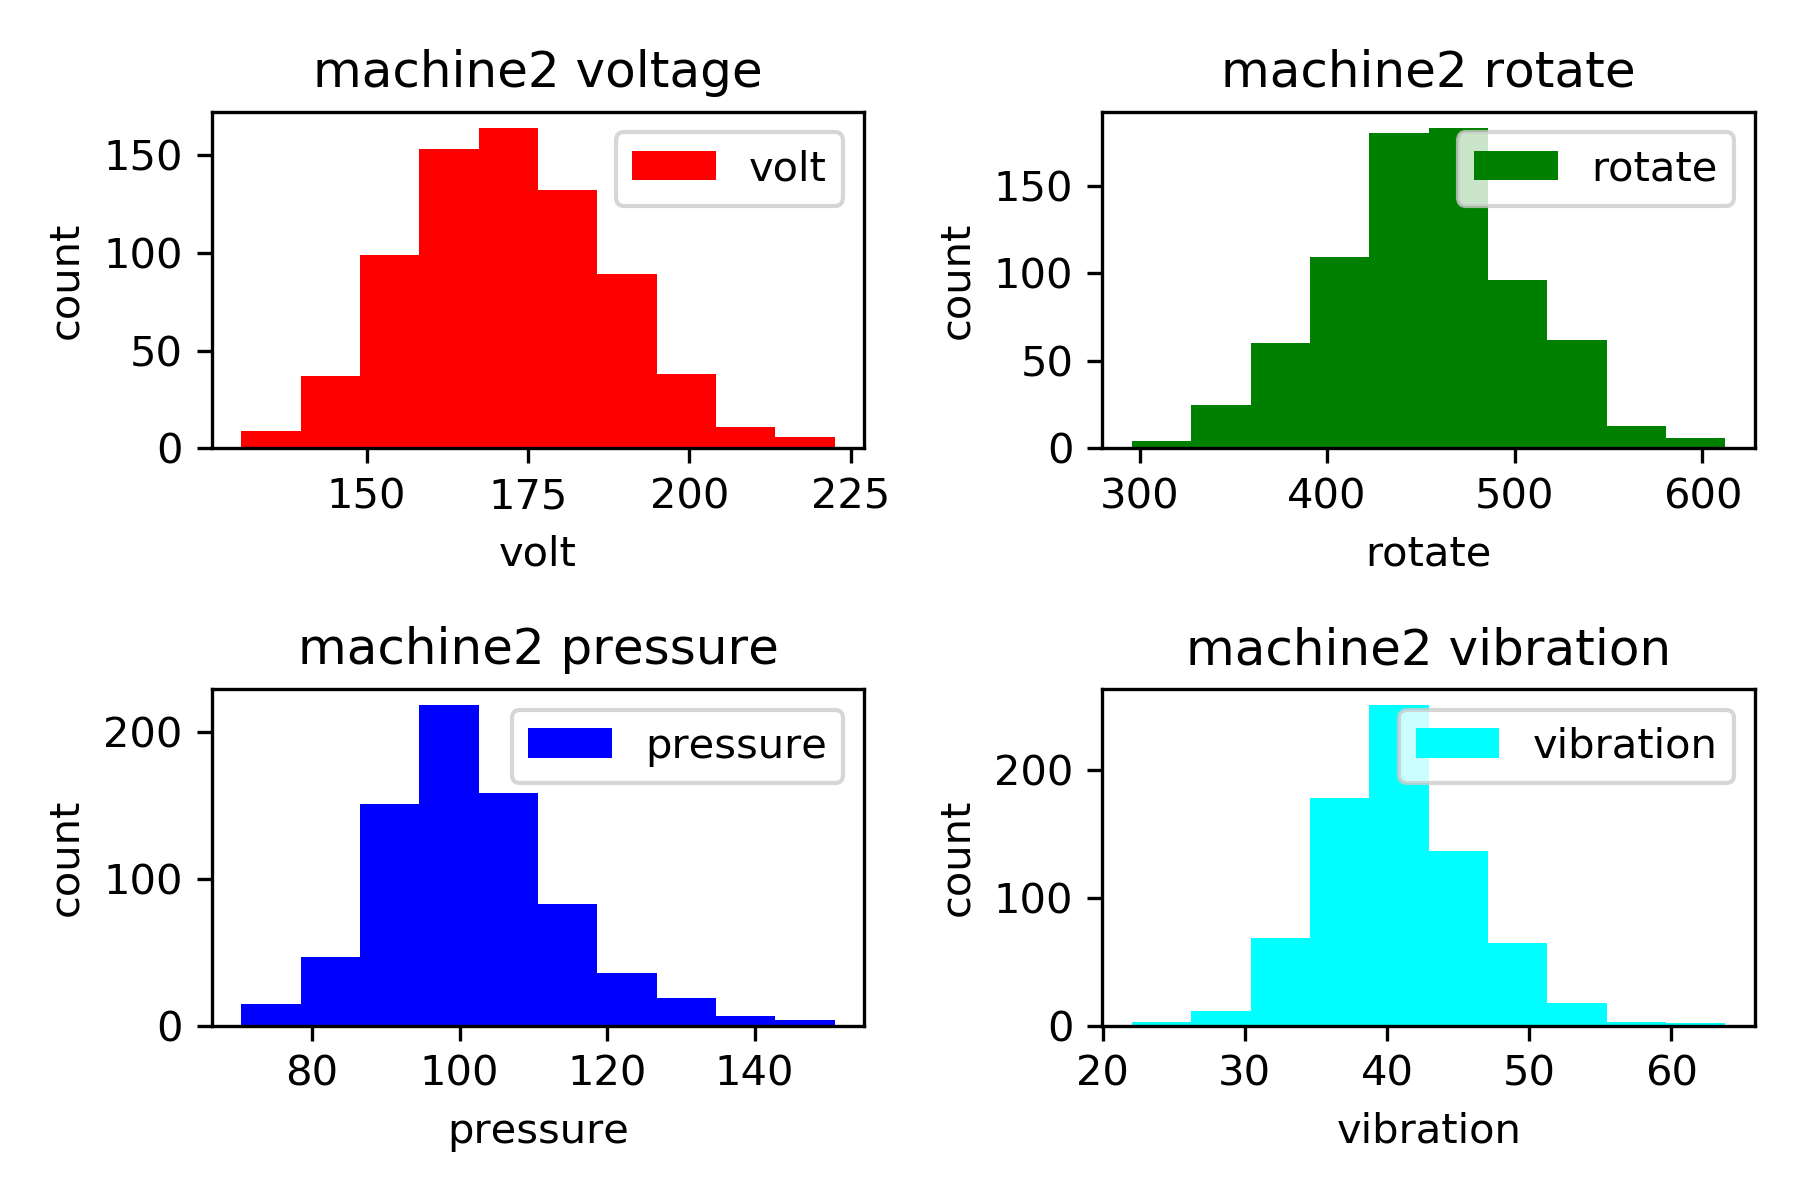 machine2 voltage
150
100
50
0
count
volt
150 175 200 225
volt
machine2 rotate
150
100
50
0
count
rotate
300 400 500 600
rotate
machine2 pressure
200
100
0
count
pressure
80 100 120 140
pressure
machine2 vibration
200
100
0
count
vibration
20 30 40 50 60
vibration